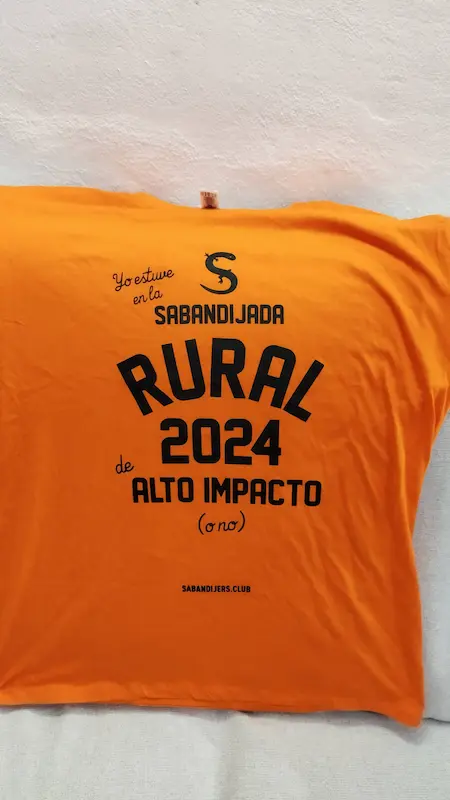 Yo estuve
en la
SABANDIJADA
RURAL
2024
de
ALTO IMPACTO
(o no)
SABANDIJERS.CLUB